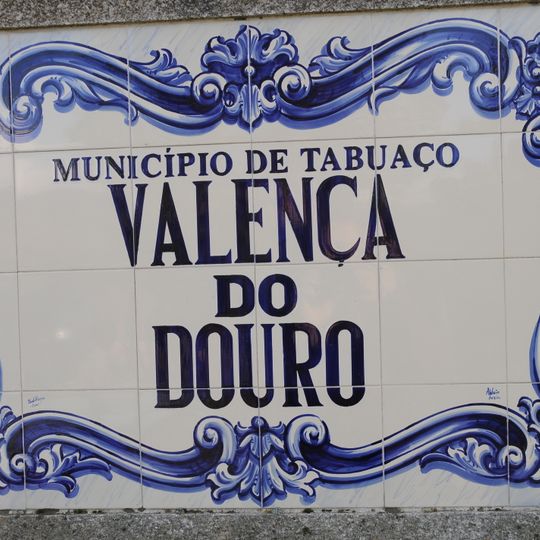 MUNICÍPIO DE TABUAÇO
VALENÇA
DO
DOURO